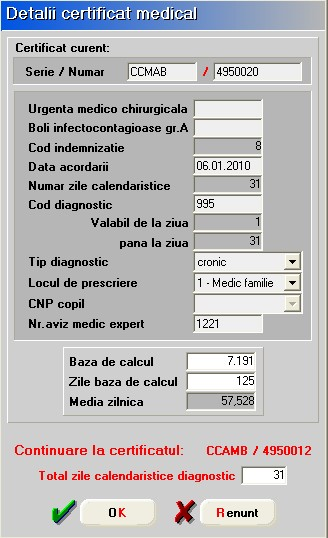 Detalii certificat medical
Certificat curent:
Serie / Numar CCMAB / 4950020
Urgenta medico chirurgicala
Boli infectocontagioase gr.A
Cod indemnizatie 8
Data acordarii 06.01.2010
Numar zile calendaristice 31
Cod diagnostic 995
Valabil de la ziua 1
pana la ziua 31
Tip diagnostic cronic
Locul de prescriere 1 - Medic familie
CNP copil
Nr.aviz medic expert 1221
Baza de calcul 7.191
Zile baza de calcul 125
Media zilnica 57,528
Continuare la certificatul: CCAMB / 4950012
Total zile calendaristice diagnostic 31
OK Renunt